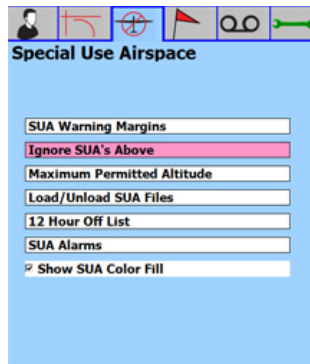 Special Use Airspace
SUA Warning Margins
Ignore SUA's Above
Maximum Permitted Altitude
Load/Unload SUA Files
12 Hour Off List
SUA Alarms
Show SUA Color Fill